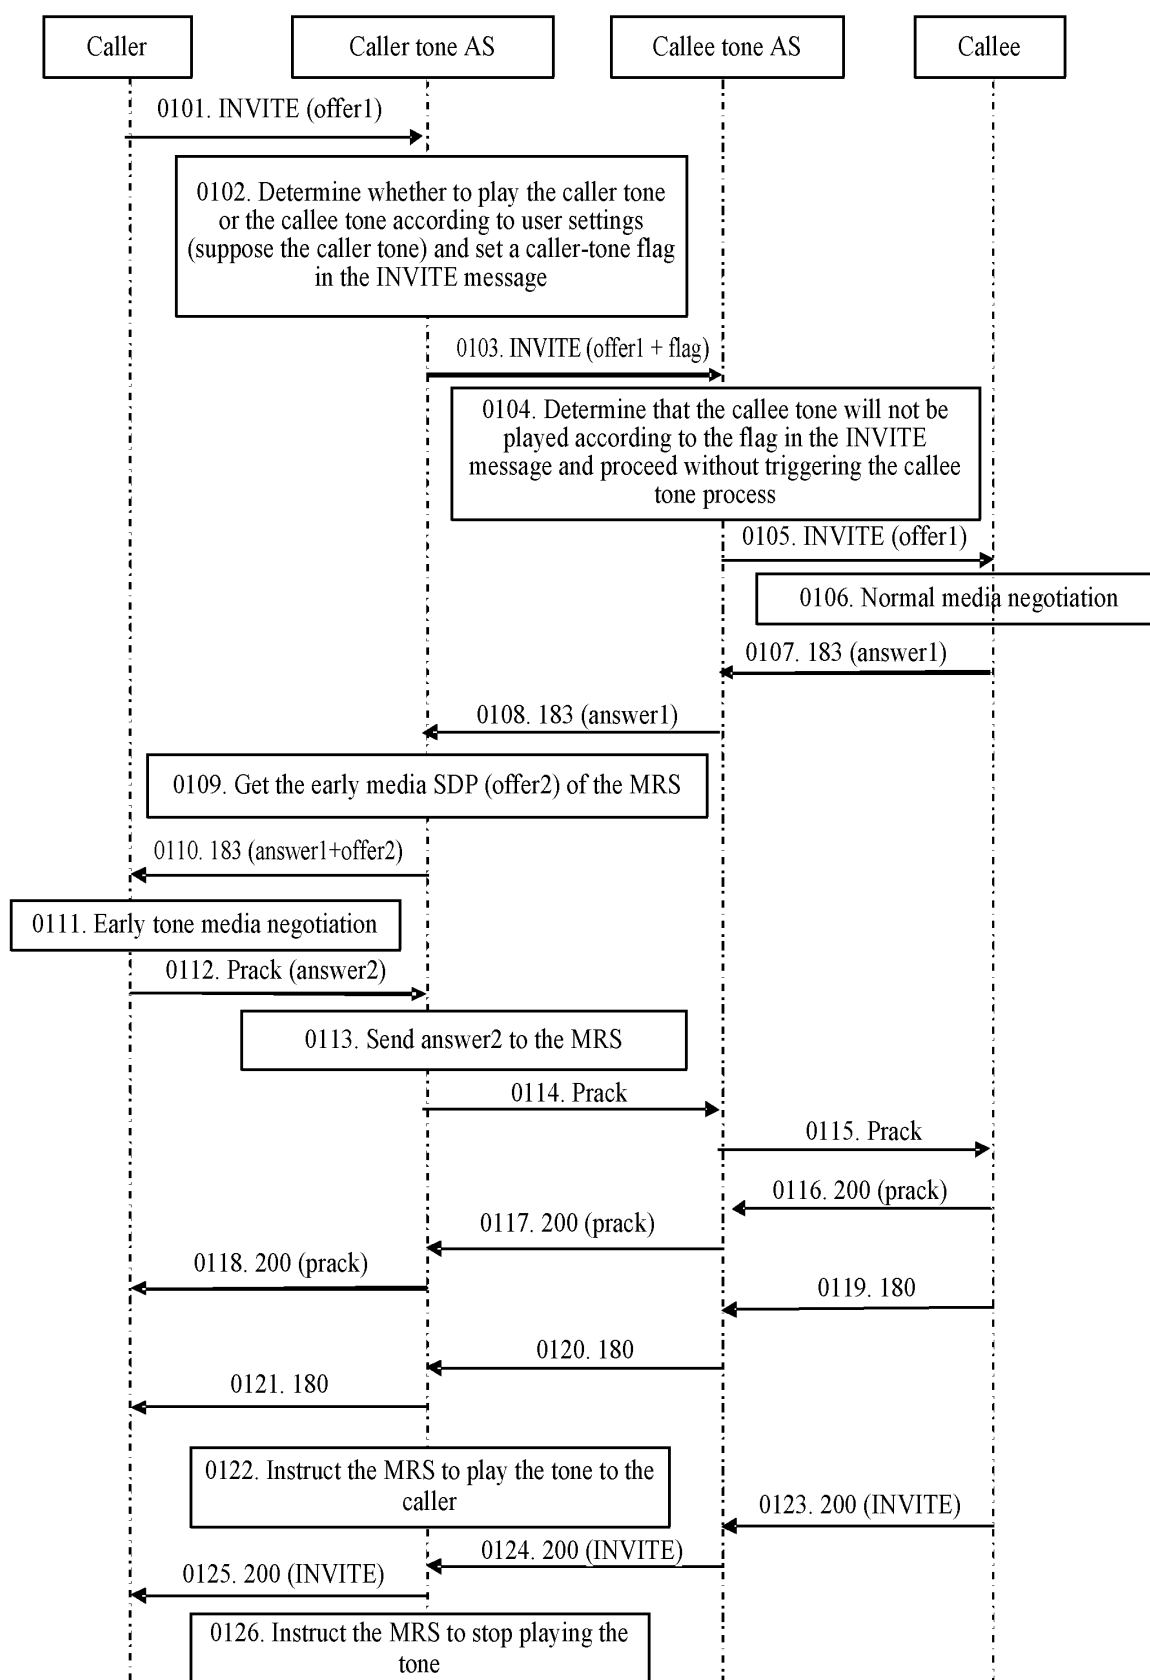 Caller
Caller tone AS
Callee tone AS
Callee
0101. INVITE (offer1)
0102. Determine whether to play the caller tone
or the callee tone according to user settings
(suppose the caller tone) and set a caller-tone flag
in the INVITE message
0103. INVITE (offer1 + flag)
0104. Determine that the callee tone will not be
played according to the flag in the INVITE
message and proceed without triggering the callee
tone process
0105. INVITE (offer1)
0106. Normal media negotiation
0107. 183 (answer1)
0108. 183 (answer1)
0109. Get the early media SDP (offer2) of the MRS
0110. 183 (answer1+offer2)
0111. Early tone media negotiation
0112. Prack (answer2)
0113. Send answer2 to the MRS
0114. Prack
0115. Prack
0116. 200 (prack)
0117. 200 (prack)
0118. 200 (prack)
0119. 180
0120. 180
0121. 180
0122. Instruct the MRS to play the tone to the
caller
0123. 200 (INVITE)
0124. 200 (INVITE)
0125. 200 (INVITE)
0126. Instruct the MRS to stop playing the
tone